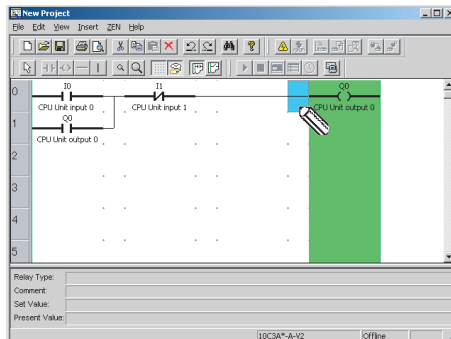 New Project
File Edit View Insert ZEN Help
0
I0
I1
Q0
CPU Unit input 0
CPU Unit input 1
CPU Unit output 0
1
Q0
CPU Unit output 0
2
3
4
5
Relay Type:
Comment:
Set Value:
Present Value:
10C3A*-A-V2
Offline